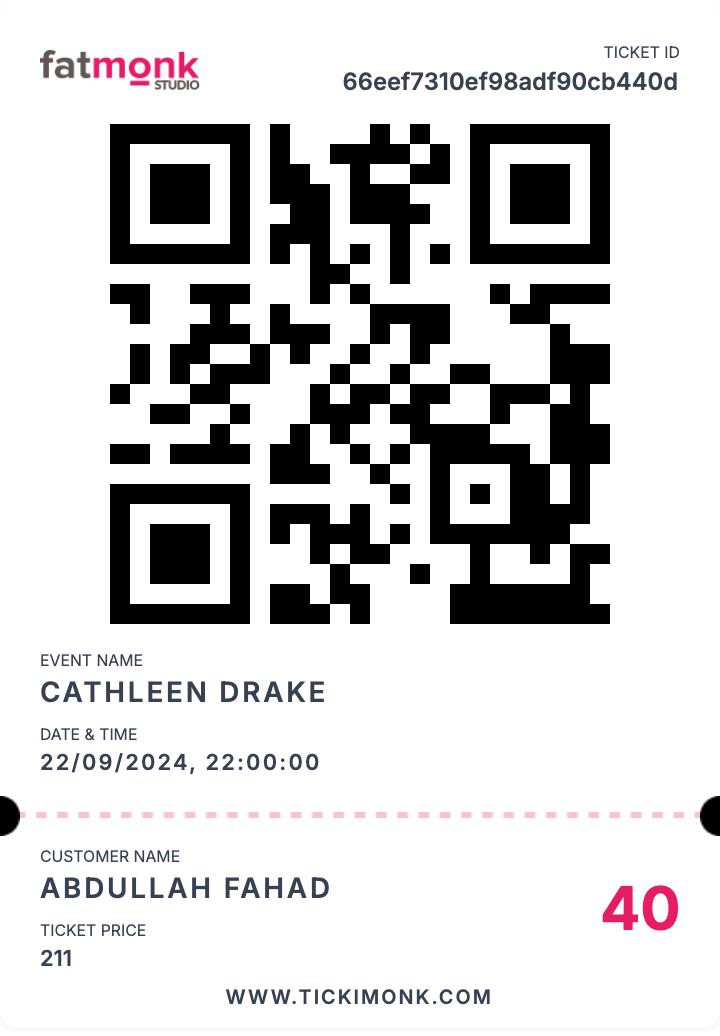 fatmonk
STUDIO
TICKET ID
66eef7310ef98adf90cb440d
EVENT NAME
CATHLEEN DRAKE
DATE & TIME
22/09/2024, 22:00:00
CUSTOMER NAME
ABDULLAH FAHAD
40
TICKET PRICE
211
WWW.TICKIMONK.COM